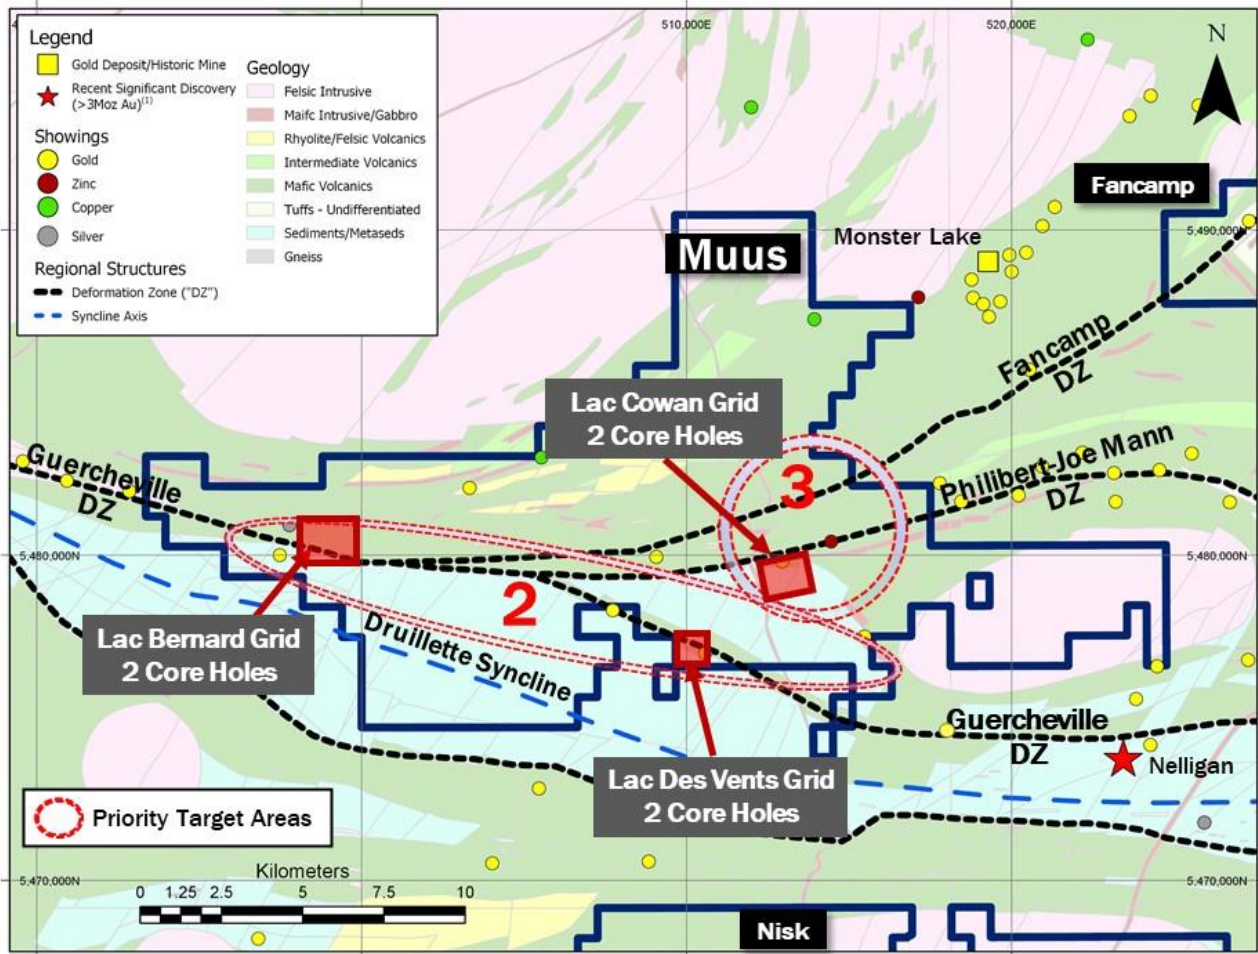 Legend
Gold Deposit/Historic Mine
Recent Significant Discovery
(>3Moz Au)(1)
Showings
Gold
Zinc
Copper
Silver
Regional Structures
Deformation Zone ("DZ")
Syncline Axis
Geology
Felsic Intrusive
Maifc Intrusive/Gabbro
Rhyolite/Felsic Volcanics
Intermediate Volcanics
Mafic Volcanics
Tuffs - Undifferentiated
Sediments/Metaseds
Gneiss
510,000E
520,000E
N
Fancamp
5,490,000N
Monster Lake
Muus
Fancamp
DZ
Lac Cowan Grid
2 Core Holes
3
Philibert-Joe Mann
DZ
Guercheville
DZ
5,480,000N
5,480,000N
2
Lac Bernard Grid
2 Core Holes
Druillette Syncline
Guercheville
DZ
Nelligan
Lac Des Vents Grid
2 Core Holes
Priority Target Areas
Kilometers
0 1.25 2.5 5 7.5 10
5,470,000N
5,470,000N
Nisk